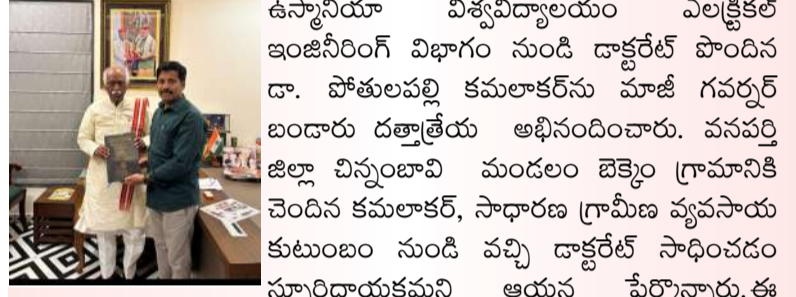 ఉస్మానియా విశ్వవిద్యాలయం ఎలక్ట్రికల్
ఇంజినీరింగ్ విభాగం నుండి డాక్టరేట్ పొందిన
డా. పోతులపల్లి కమలాకర్‌ను మాజీ గవర్నర్
బండారు దత్తాత్రేయ అభినందించారు. వనపర్తి
జిల్లా చిన్నంబావి మండలం బెక్కెం గ్రామానికి
చెందిన కమలాకర్, సాధారణ గ్రామీణ వ్యవసాయ
కుటుంబం నుండి వచ్చి డాక్టరేట్ సాధించడం
స్ఫూర్తిదాయకమని ఆయన పేర్కొన్నారు.ఈ